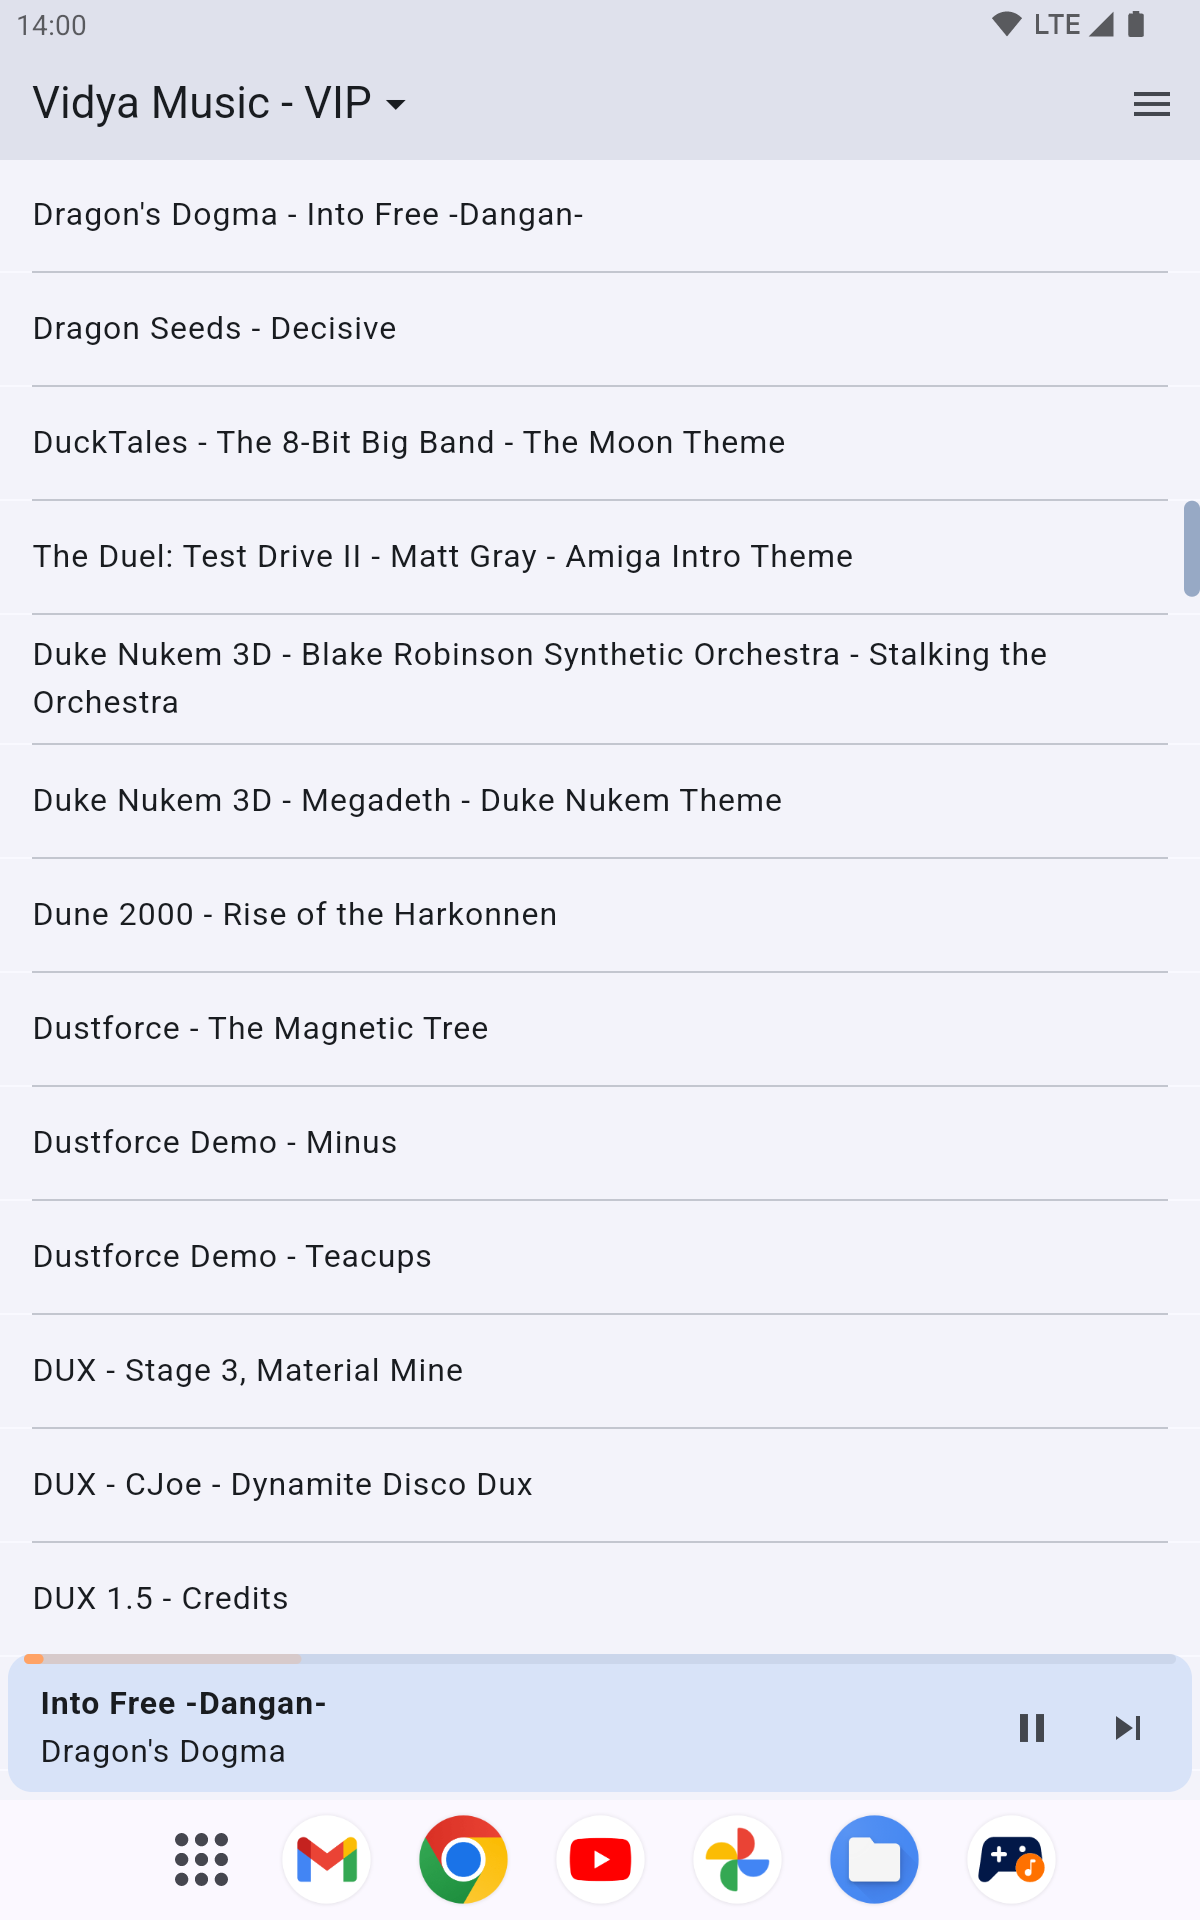 14:00
LTE
Vidya Music - VIP
Dragon's Dogma - Into Free -Dangan-
Dragon Seeds - Decisive
DuckTales - The 8-Bit Big Band - The Moon Theme
The Duel: Test Drive II - Matt Gray - Amiga Intro Theme
Duke Nukem 3D - Blake Robinson Synthetic Orchestra - Stalking the
Orchestra
Duke Nukem 3D - Megadeth - Duke Nukem Theme
Dune 2000 - Rise of the Harkonnen
Dustforce - The Magnetic Tree
Dustforce Demo - Minus
Dustforce Demo - Teacups
DUX - Stage 3, Material Mine
DUX - CJoe - Dynamite Disco Dux
DUX 1.5 - Credits
Into Free -Dangan-
Dragon's Dogma